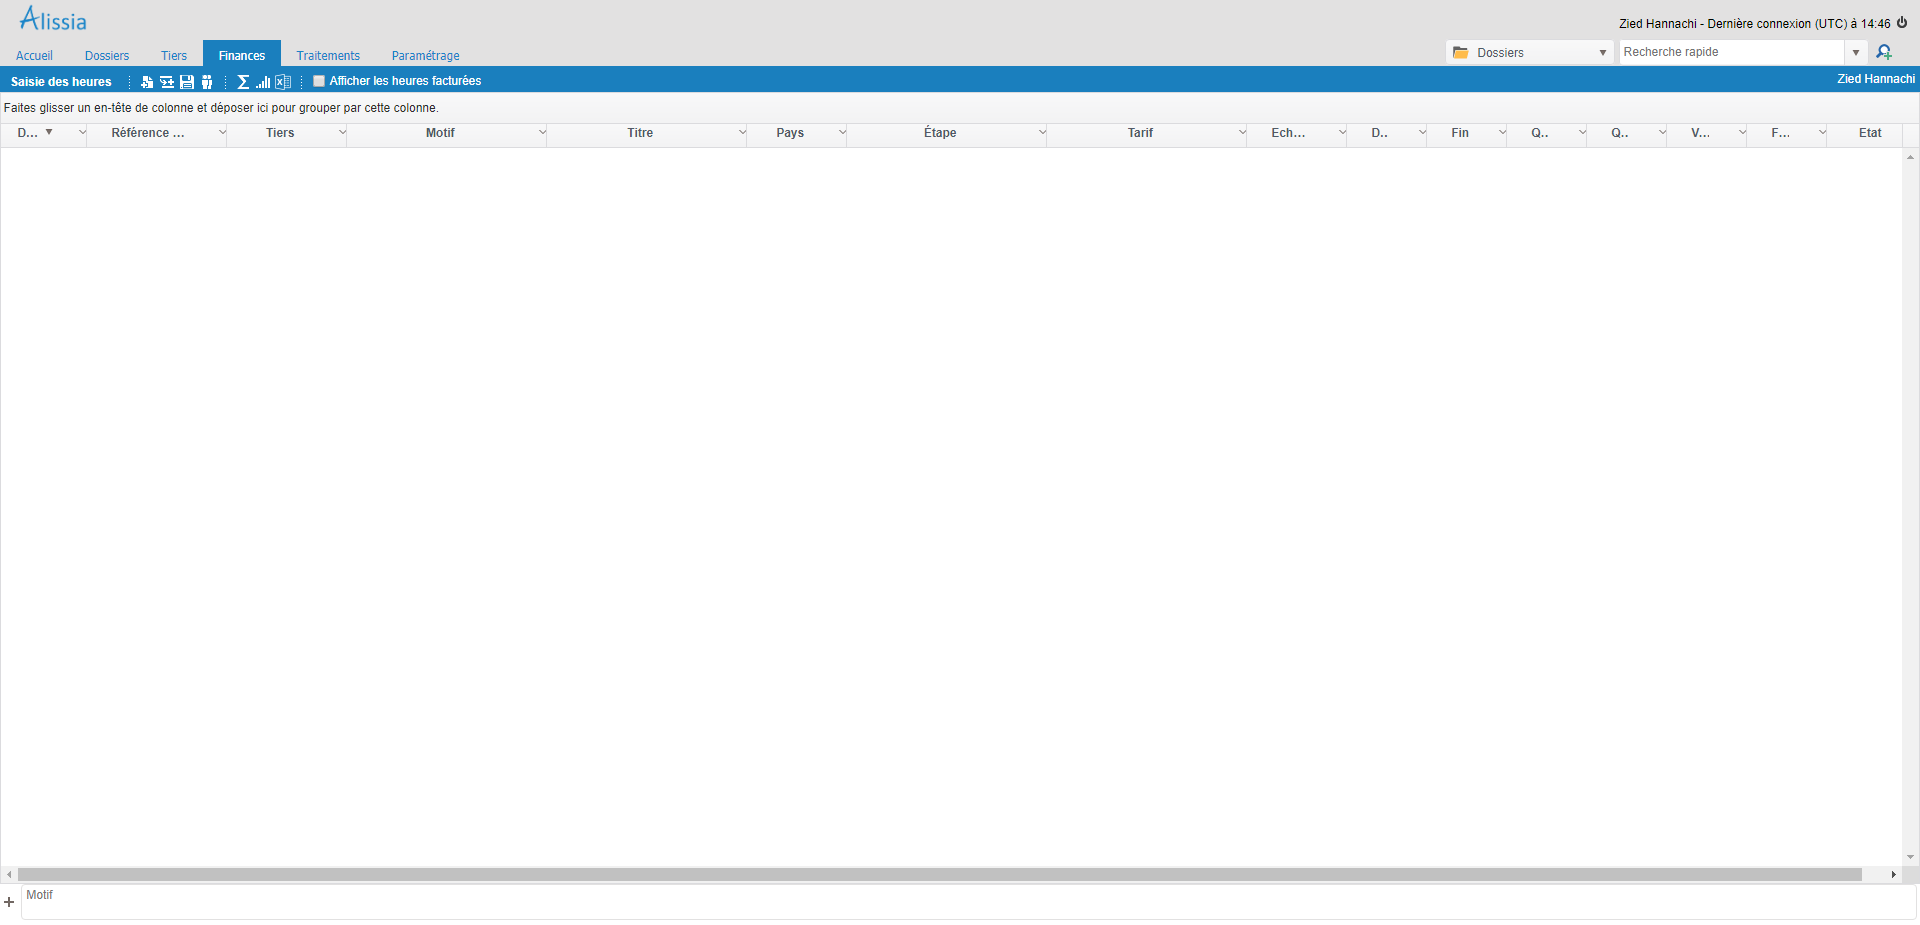 Alissia
Zied Hannachi - Dernière connexion (UTC) à 14:46
Accueil Dossiers Tiers Finances Traitements Paramétrage Dossiers Recherche rapide
Saisie des heures Afficher les heures facturées Zied Hannachi
Faites glisser un en-tête de colonne et déposer ici pour grouper par cette colonne.
D... Référence ... Tiers Motif Titre Pays Étape Tarif Ech... D.. Fin Q.. Q.. V... F... Etat
Motif